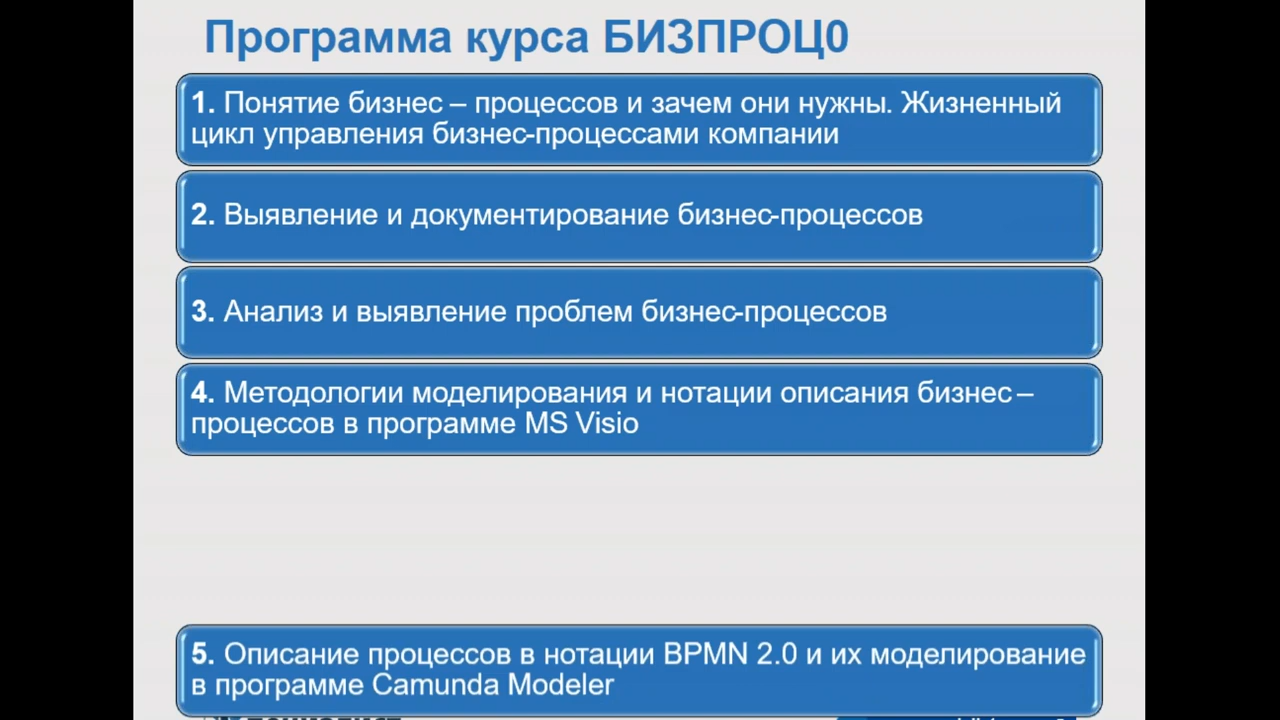 Программа курса БИЗПРОЦ0
1. Понятие бизнес – процессов и зачем они нужны. Жизненный
цикл управления бизнес-процессами компании
2. Выявление и документирование бизнес-процессов
3. Анализ и выявление проблем бизнес-процессов
4. Методологии моделирования и нотации описания бизнес –
процессов в программе MS Visio
5. Описание процессов в нотации BPMN 2.0 и их моделирование
в программе Camunda Modeler